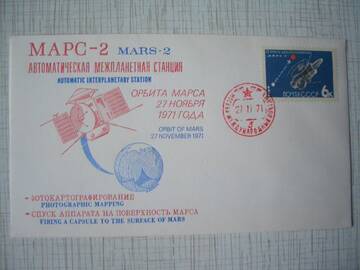 МАРС-2 MARS-2
АВТОМАТИЧЕСКАЯ МЕЖПЛАНЕТНАЯ СТАНЦИЯ
AUTOMATIC INTERPLANETARY STATION
ОРБИТА МАРСА
27 НОЯБРЯ
1971 ГОДА
ORBIT OF MARS
27 NOVEMBER 1971
ПОЧТА СССР
6К
27 11 71
-ФОТОКАРТОГРАФИРОВАНИЕ
PHOTOGRAPHIC MAPPING
-СПУСК АППАРАТА НА ПОВЕРХНОСТЬ МАРСА
FIRING A CAPSULE TO THE SURFACE OF MARS